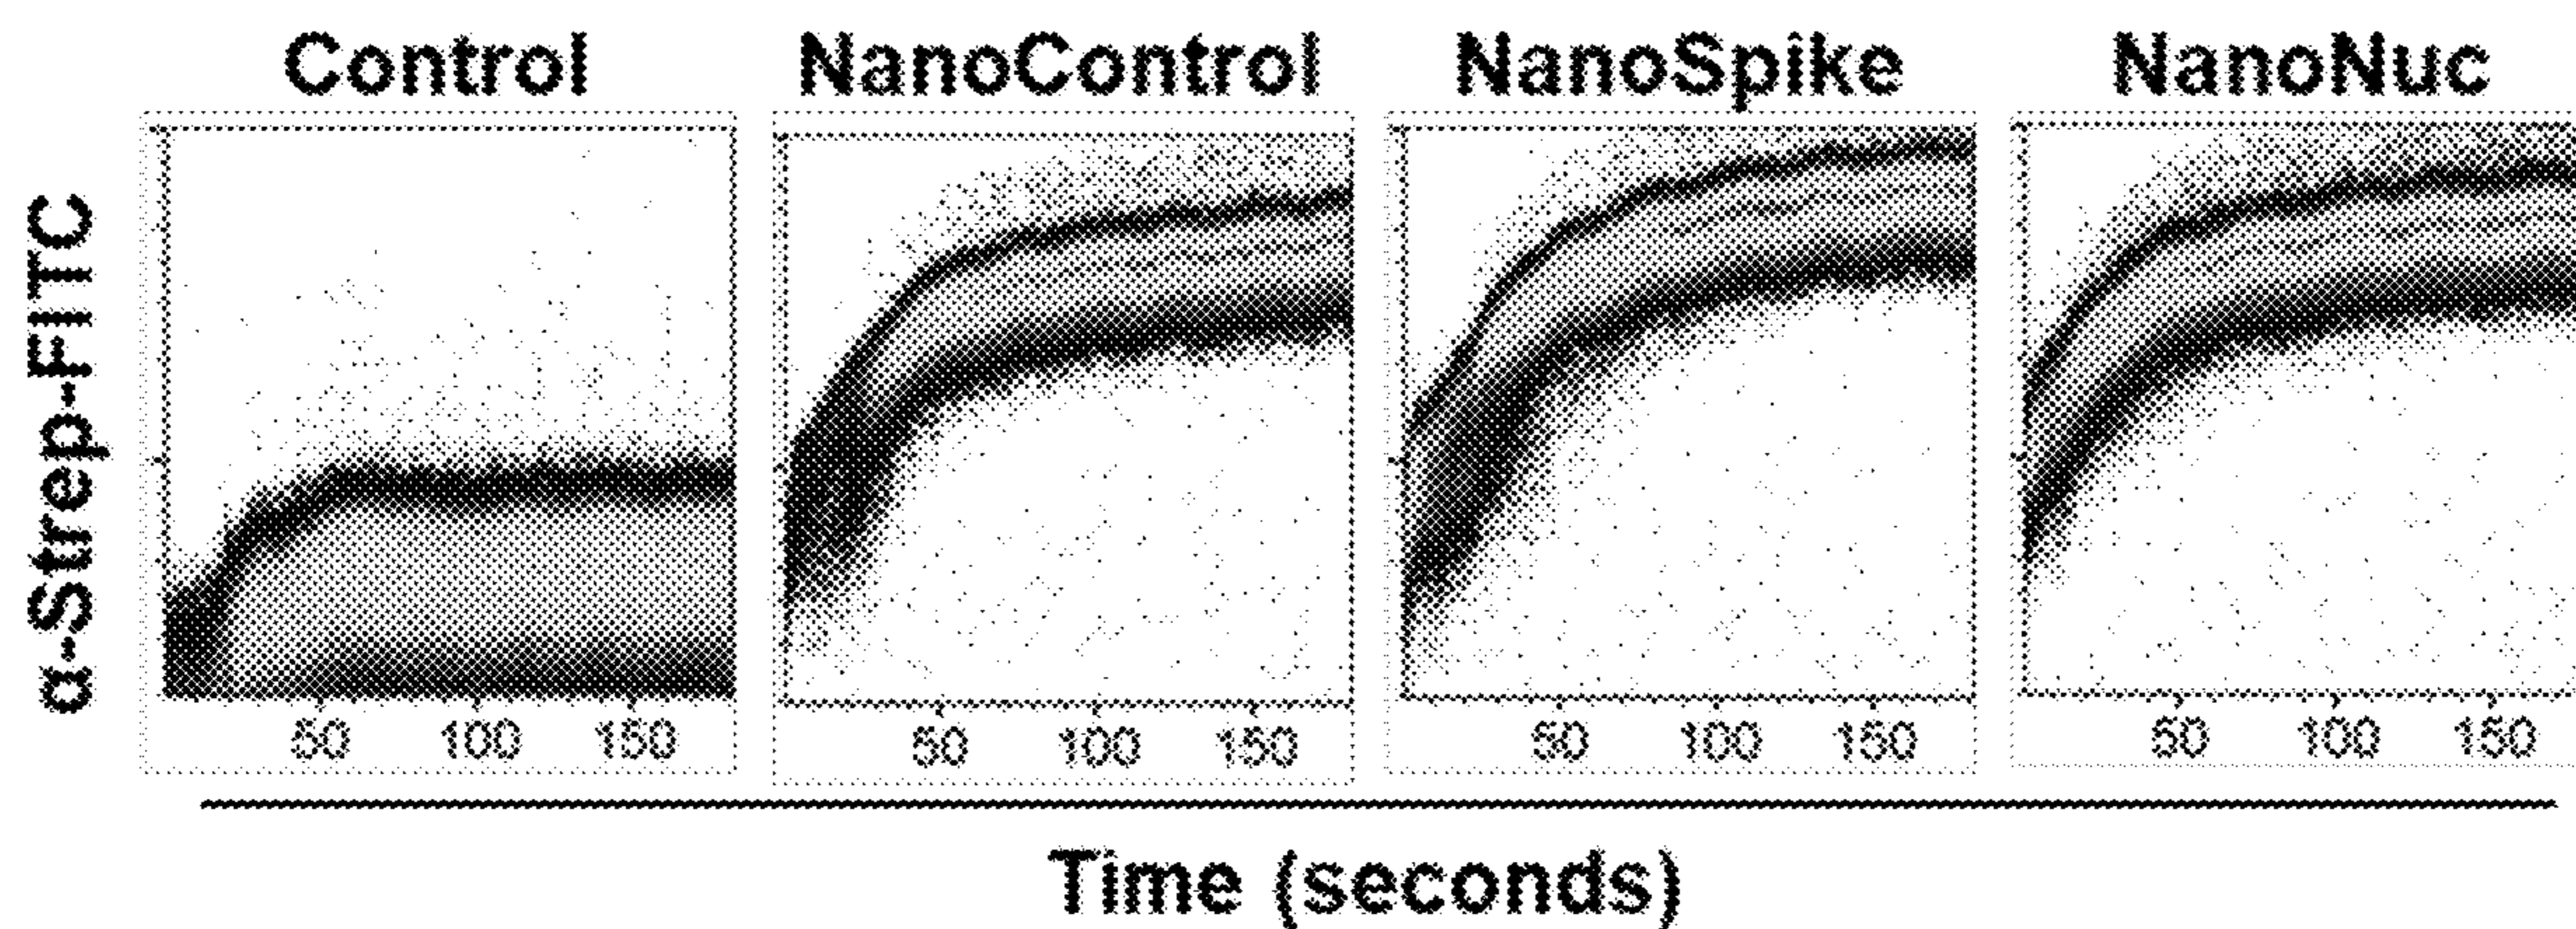 Control NanoControl NanoSpike NanoNuc
α-Strep-FITC
50 100 150 50 100 150 50 100 150 50 100 150
Time (seconds)